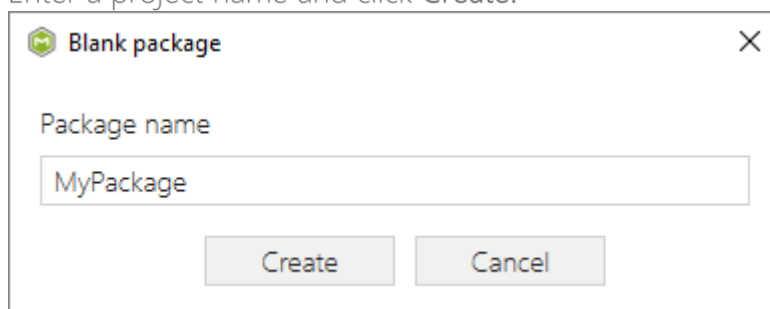 Enter a project name and click Create.
Blank package
Package name
MyPackage
Create Cancel